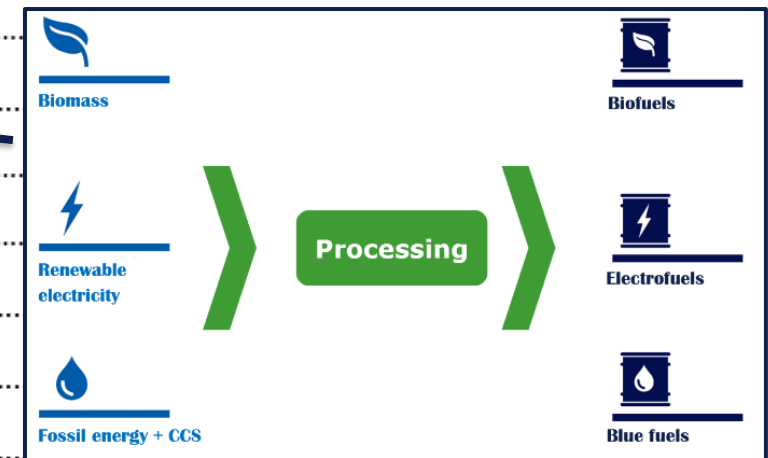 Biomass
Biofuels
Renewable
electricity
Processing
Electrofuels
Fossil energy + CCS
Blue fuels